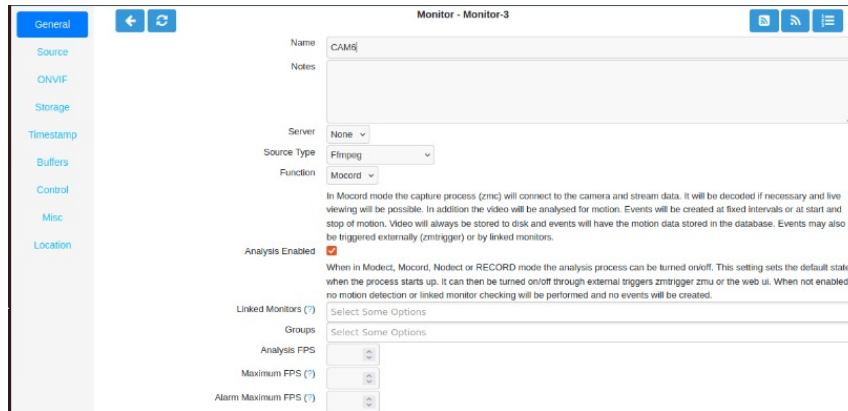 Monitor - Monitor-3
General
Source
ONVIF
Storage
Timestamp
Buffers
Control
Misc
Location
Name CAM6
Notes
Server None
Source Type Ffmpeg
Function Mocord
In Mocord mode the capture process (zmc) will connect to the camera and stream data. It will be decoded if necessary and live
viewing will be possible. In addition the video will be analysed for motion. Events will be created at fixed intervals or at start and
stop of motion. Video will always be stored to disk and events will have the motion data stored in the database. Events may also
be triggered externally (zmtrigger) or by linked monitors.
Analysis Enabled
When in Modect, Mocord, Nodect or RECORD mode the analysis process can be turned on/off. This setting sets the default state
when the process starts up. It can then be turned on/off through external triggers zmtrigger zmu or the web ui. When not enabled
no motion detection or linked monitor checking will be performed and no events will be created.
Linked Monitors (?) Select Some Options
Groups Select Some Options
Analysis FPS
Maximum FPS (?)
Alarm Maximum FPS (?)